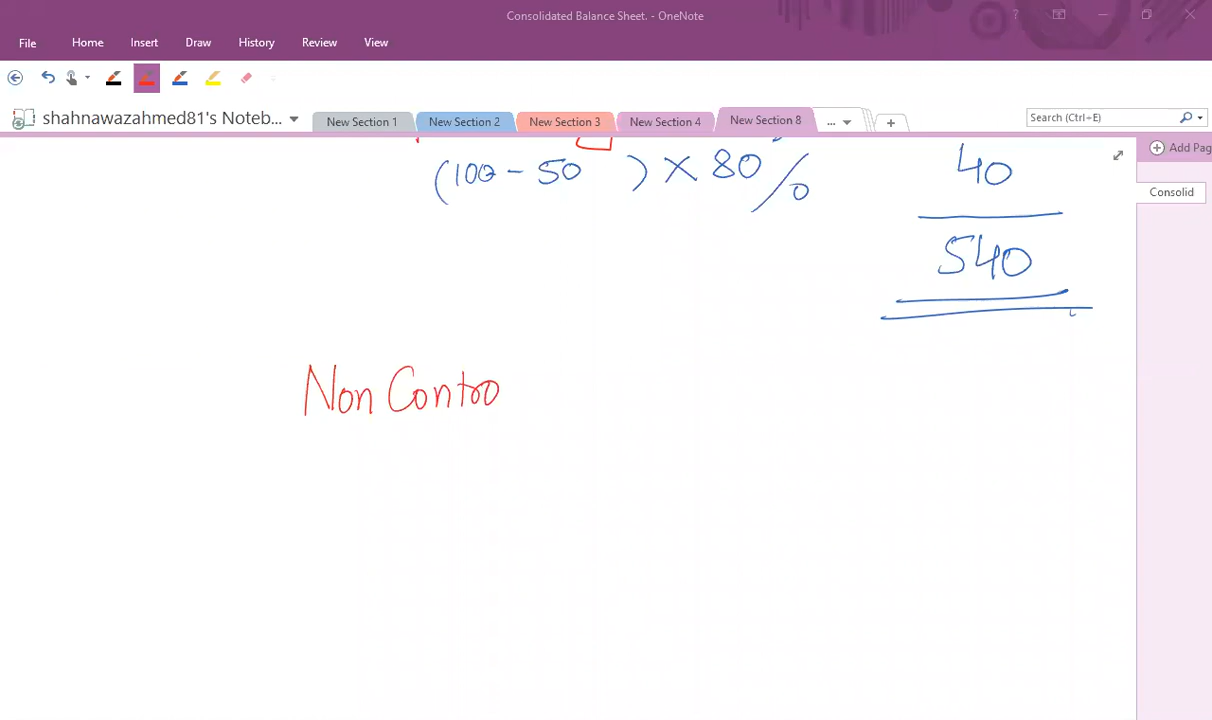 Consolidated Balance Sheet. - OneNote
File Home Insert Draw History Review View
shahnawazahmed81's Noteb... New Section 1 New Section 2 New Section 3 New Section 4 New Section 8 ... Search (Ctrl+E)
Add Pag
Consolid
(100 - 50 ) × 80% 40
540
Non Contro